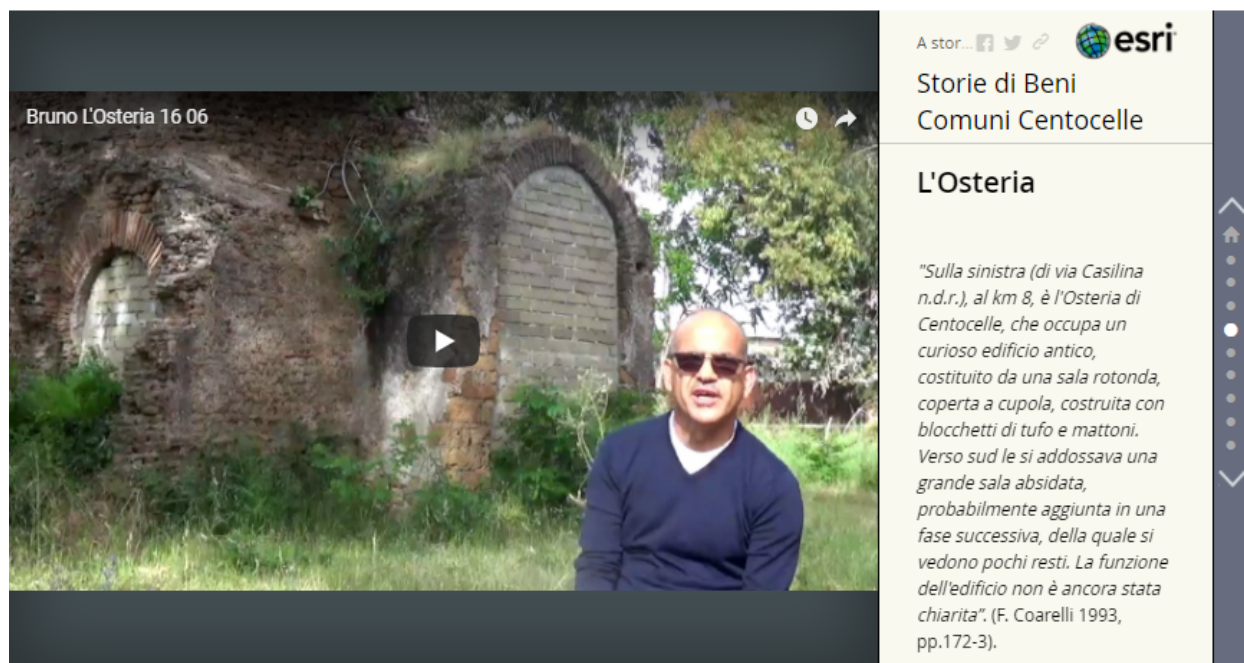 Bruno L'Osteria 16 06
A stor...
esri
Storie di Beni
Comuni Centocelle
L'Osteria
"Sulla sinistra (di via Casilina
n.d.r.), al km 8, è l'Osteria di
Centocelle, che occupa un
curioso edificio antico,
costituito da una sala rotonda,
coperta a cupola, costruita con
blocchetti di tufo e mattoni.
Verso sud le si addossava una
grande sala absidata,
probabilmente aggiunta in una
fase successiva, della quale si
vedono pochi resti. La funzione
dell'edificio non è ancora stata
chiarita”. (F. Coarelli 1993,
pp.172-3).